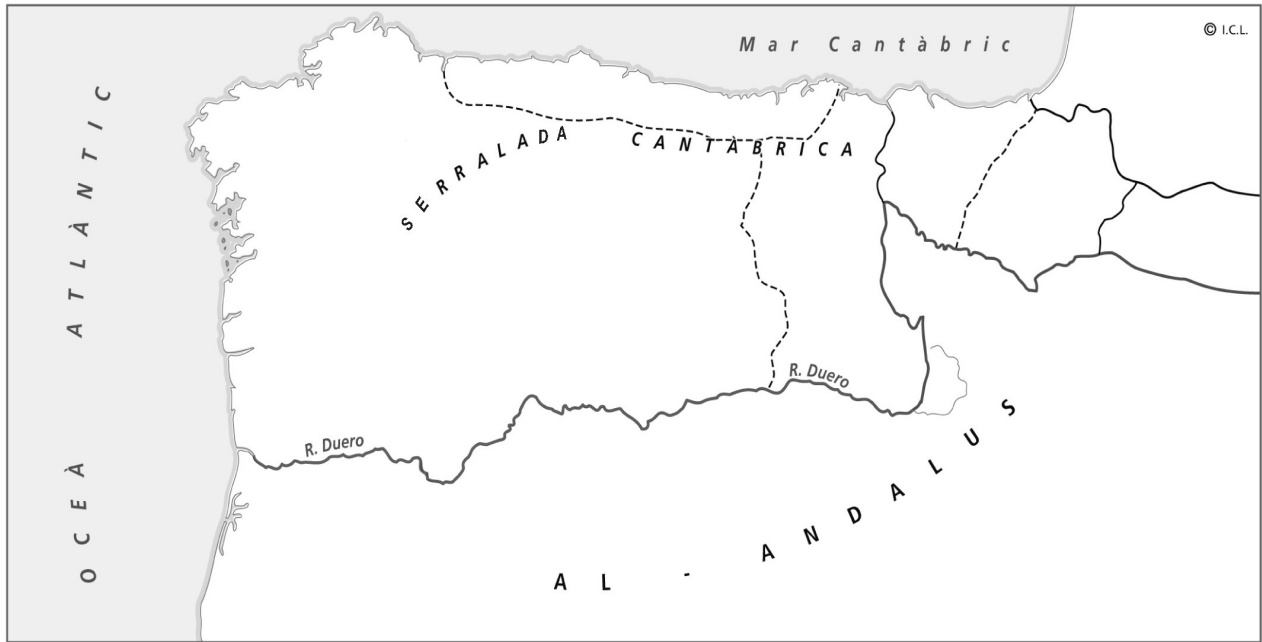 Mar Cantàbric
© I.C.L.
OCEÀ ATLÀNTIC
SERRALADA CANTÀBRICA
R. Duero
R. Duero
AL-ANDALUS